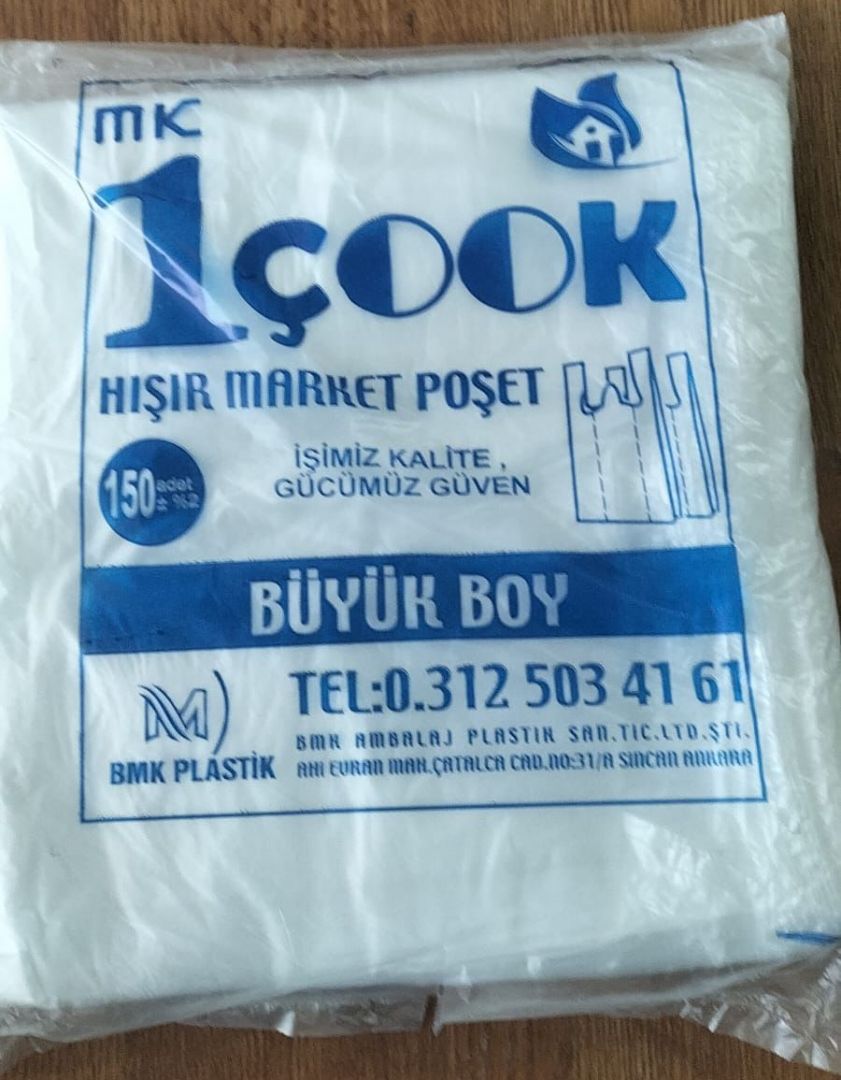 MK
1ÇOOK
HIŞIR MARKET POŞET
150 adet ± %2
İŞİMİZ KALİTE ,
GÜCÜMÜZ GÜVEN
BÜYÜK BOY
TEL:0.312 503 41 61
BMK AMBALAJ PLASTIK SAN.TIC.LTD.ŞTI.
BMK PLASTİK
AHI EVRAN MAH.ÇATALCA CAD.NO:31/A SINCAN ANKARA